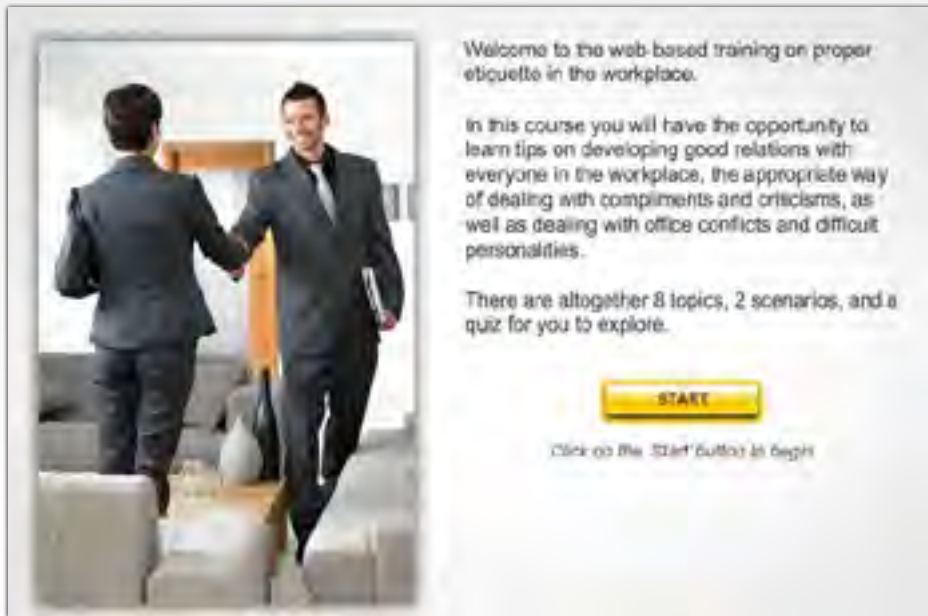 Welcome to the web-based training on proper
etiquette in the workplace.
In this course you will have the opportunity to
learn tips on developing good relations with
everyone in the workplace, the appropriate way
of dealing with compliments and criticisms, as
well as dealing with office conflicts and difficult
personalities.
There are altogether 8 topics, 2 scenarios, and a
quiz for you to explore.
START
Click on the 'Start' button to begin